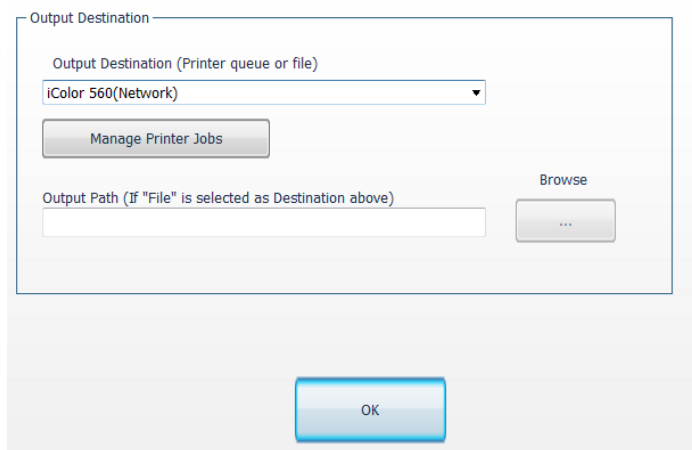 Output Destination
Output Destination (Printer queue or file)
iColor 560(Network)
Manage Printer Jobs
Browse
Output Path (If "File" is selected as Destination above)
...
OK